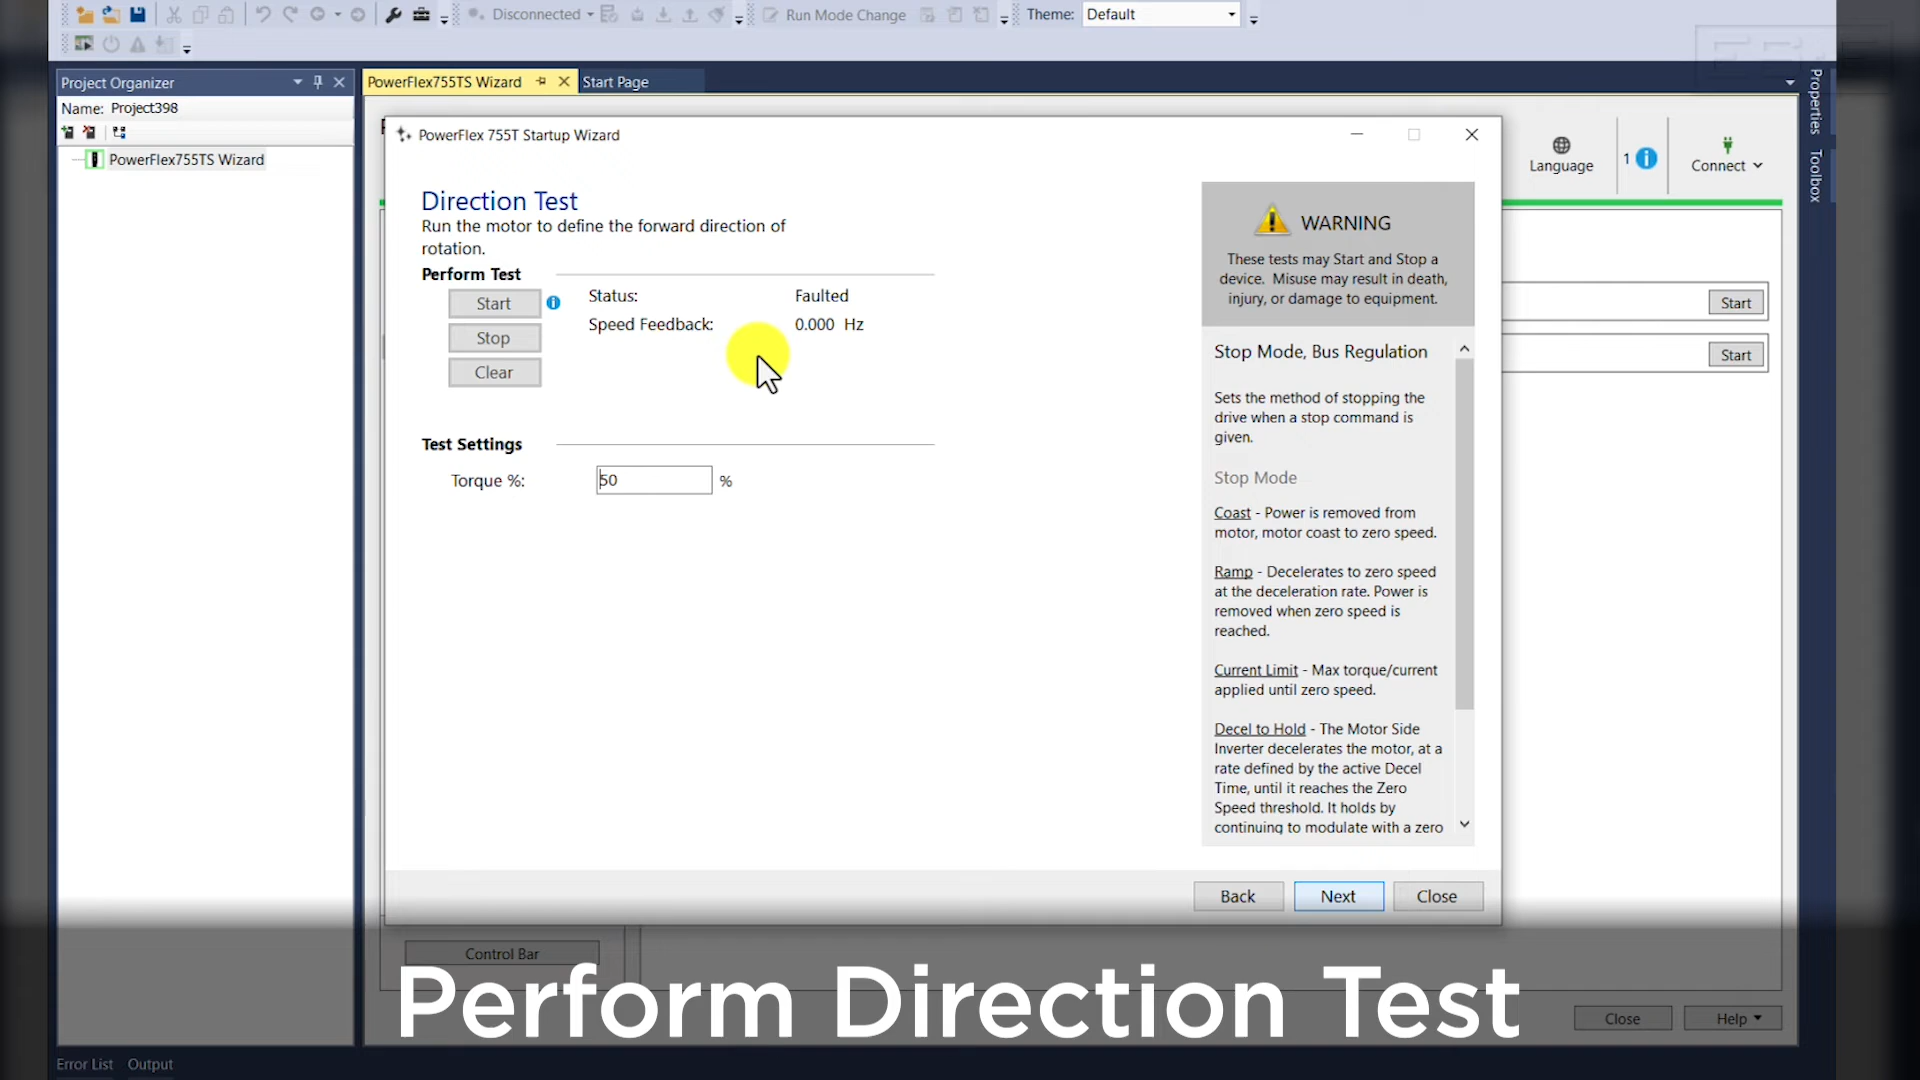 Disconnected
Run Mode Change
Theme:
Default
Project Organizer
Name: Project398
PowerFlex755TS Wizard
PowerFlex755TS Wizard
Start Page
Properties
Toolbox
Language
1
Connect
PowerFlex 755T Startup Wizard
Direction Test
Run the motor to define the forward direction of
rotation.
Perform Test
Start
Status: Faulted
Stop
Speed Feedback: 0.000 Hz
Clear
Test Settings
Torque %: 50 %
WARNING
These tests may Start and Stop a
device. Misuse may result in death,
injury, or damage to equipment.
Stop Mode, Bus Regulation
Sets the method of stopping the
drive when a stop command is
given.
Stop Mode
Coast - Power is removed from
motor, motor coast to zero speed.
Ramp - Decelerates to zero speed
at the deceleration rate. Power is
removed when zero speed is
reached.
Current Limit - Max torque/current
applied until zero speed.
Decel to Hold - The Motor Side
Inverter decelerates the motor, at a
rate defined by the active Decel
Time, until it reaches the Zero
Speed threshold. It holds by
continuing to modulate with a zero
Start
Start
Back
Next
Close
Control Bar
Perform Direction Test
Close
Help
Error List
Output